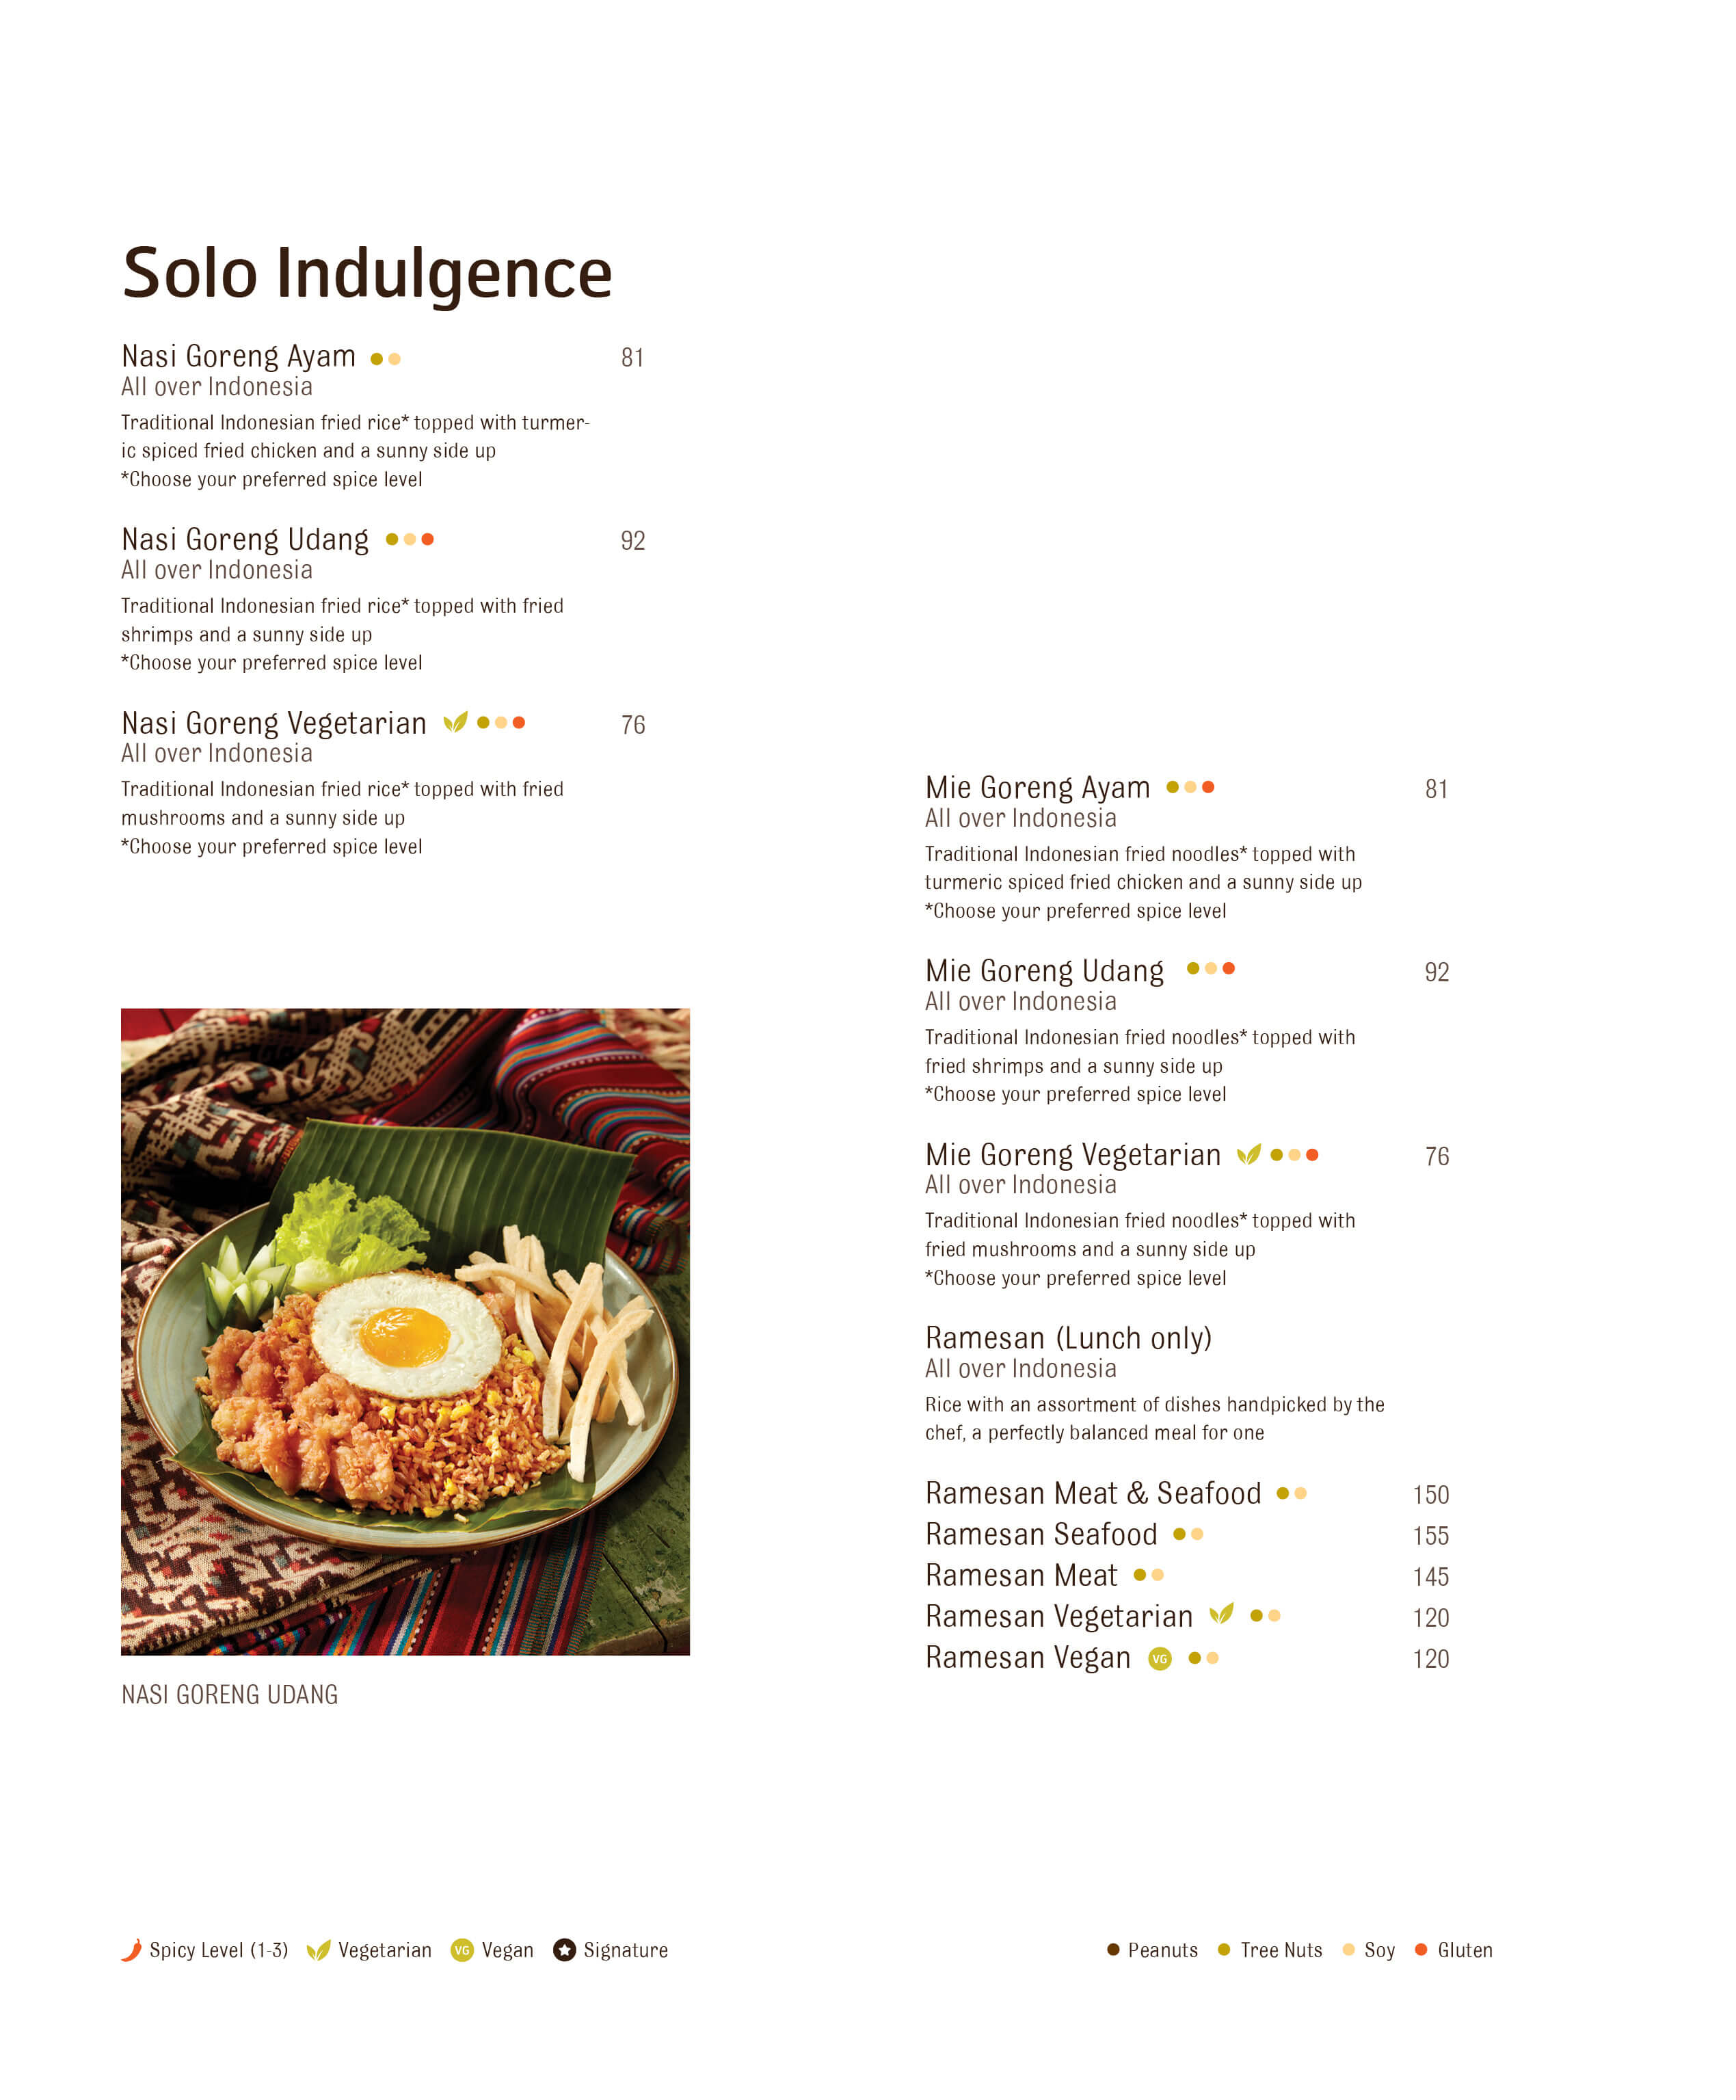 Solo Indulgence
Nasi Goreng Ayam 81
All over Indonesia
Traditional Indonesian fried rice* topped with turmer-
ic spiced fried chicken and a sunny side up
*Choose your preferred spice level
Nasi Goreng Udang 92
All over Indonesia
Traditional Indonesian fried rice* topped with fried
shrimps and a sunny side up
*Choose your preferred spice level
Nasi Goreng Vegetarian 76
All over Indonesia
Traditional Indonesian fried rice* topped with fried
mushrooms and a sunny side up
*Choose your preferred spice level
NASI GORENG UDANG
Mie Goreng Ayam 81
All over Indonesia
Traditional Indonesian fried noodles* topped with
turmeric spiced fried chicken and a sunny side up
*Choose your preferred spice level
Mie Goreng Udang 92
All over Indonesia
Traditional Indonesian fried noodles* topped with
fried shrimps and a sunny side up
*Choose your preferred spice level
Mie Goreng Vegetarian 76
All over Indonesia
Traditional Indonesian fried noodles* topped with
fried mushrooms and a sunny side up
*Choose your preferred spice level
Ramesan (Lunch only)
All over Indonesia
Rice with an assortment of dishes handpicked by the
chef, a perfectly balanced meal for one
Ramesan Meat & Seafood 150
Ramesan Seafood 155
Ramesan Meat 145
Ramesan Vegetarian 120
Ramesan Vegan VG 120
Spicy Level (1-3) Vegetarian VG Vegan Signature
Peanuts Tree Nuts Soy Gluten